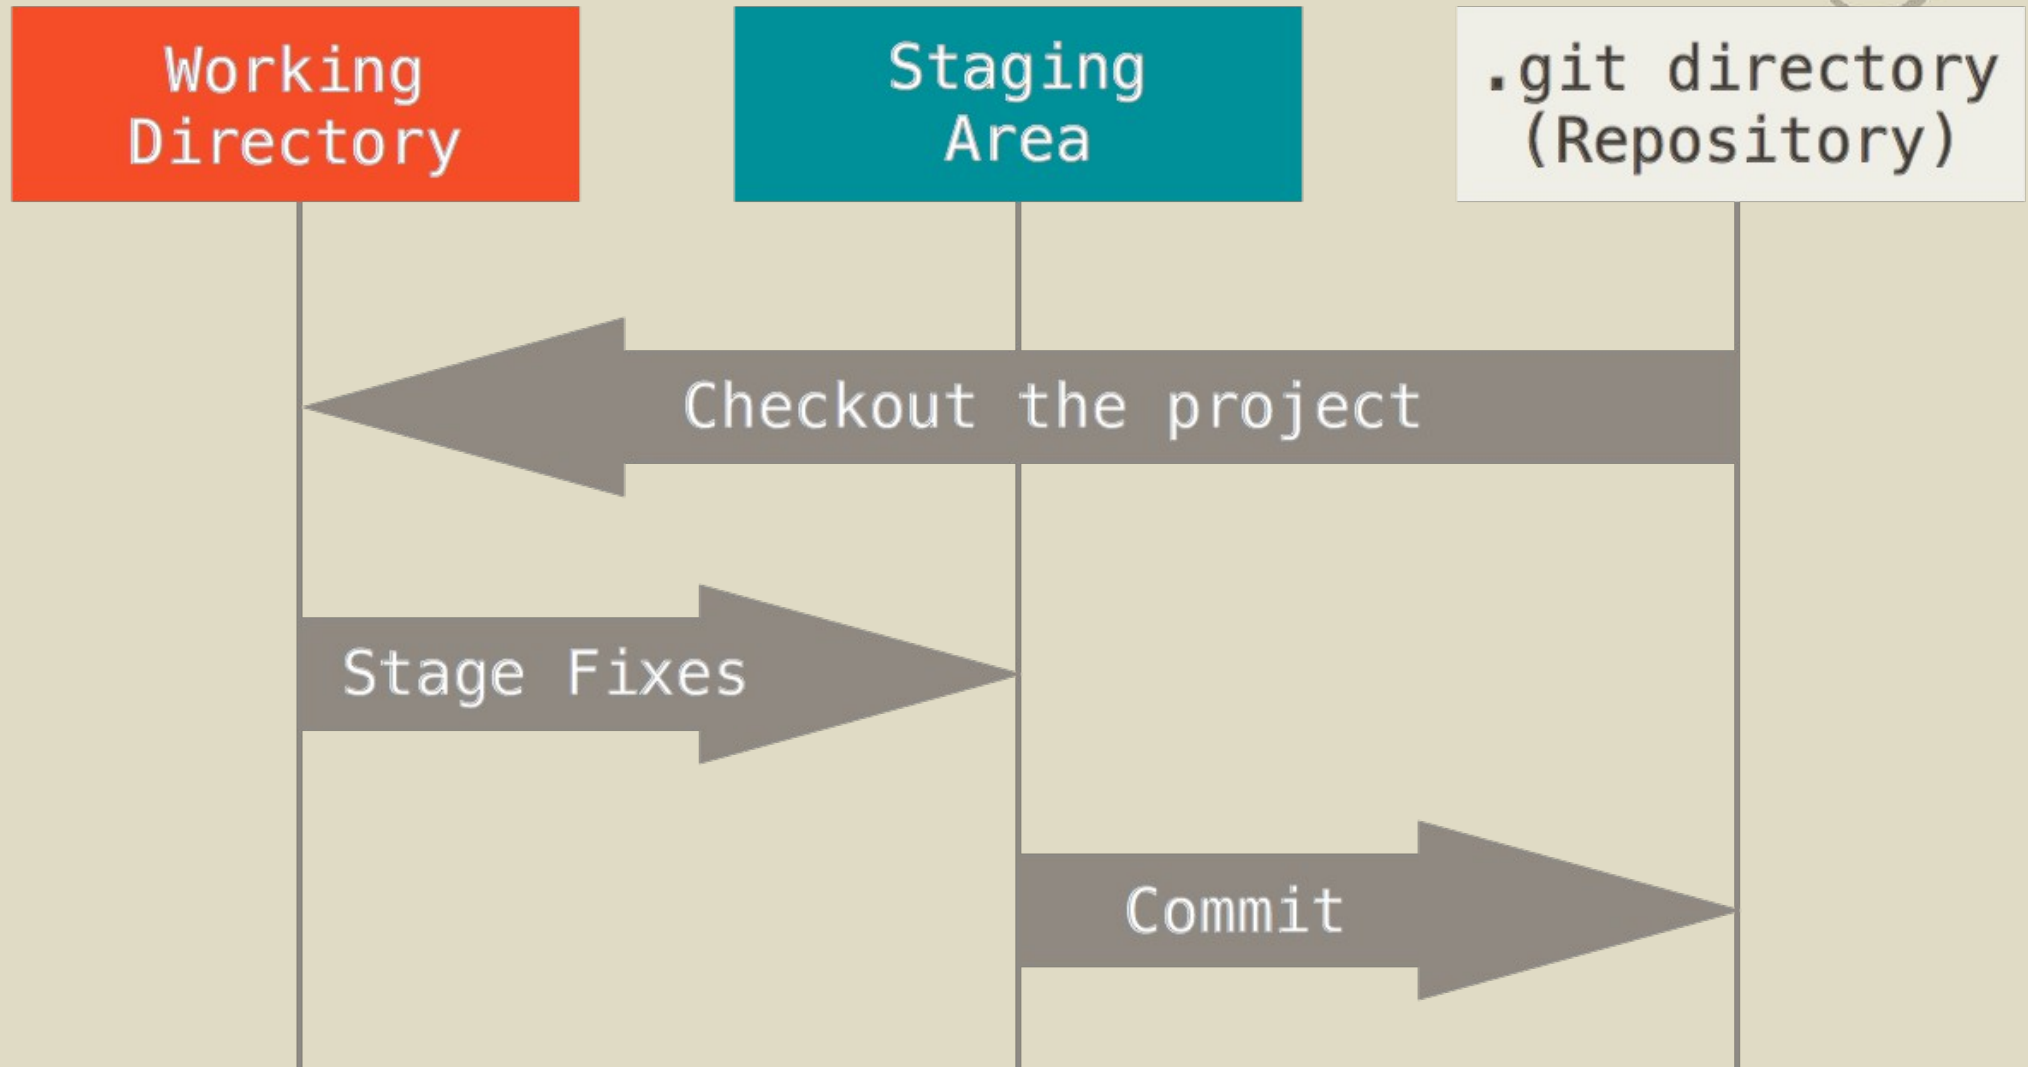 Working
Directory
Staging
Area
.git directory
(Repository)
Checkout the project
Stage Fixes
Commit